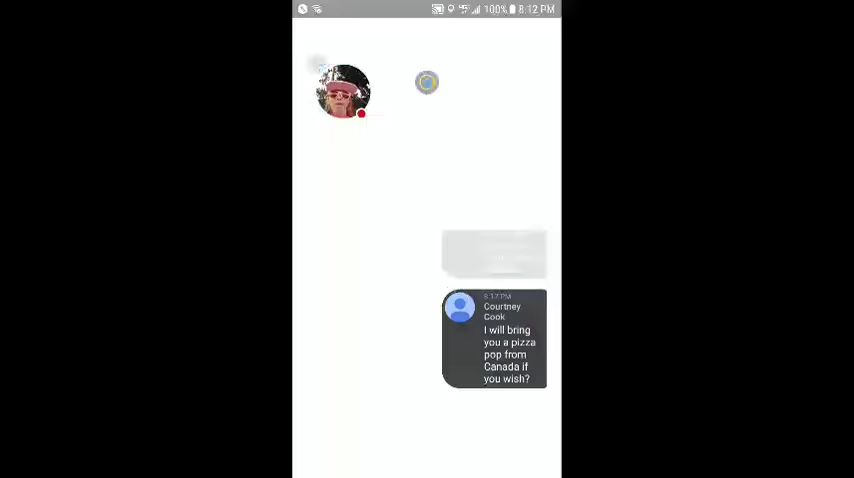 100% 8:12 PM
8:12 PM
Courtney
Cook
I will bring
you a pizza
pop from
Canada if
you wish?